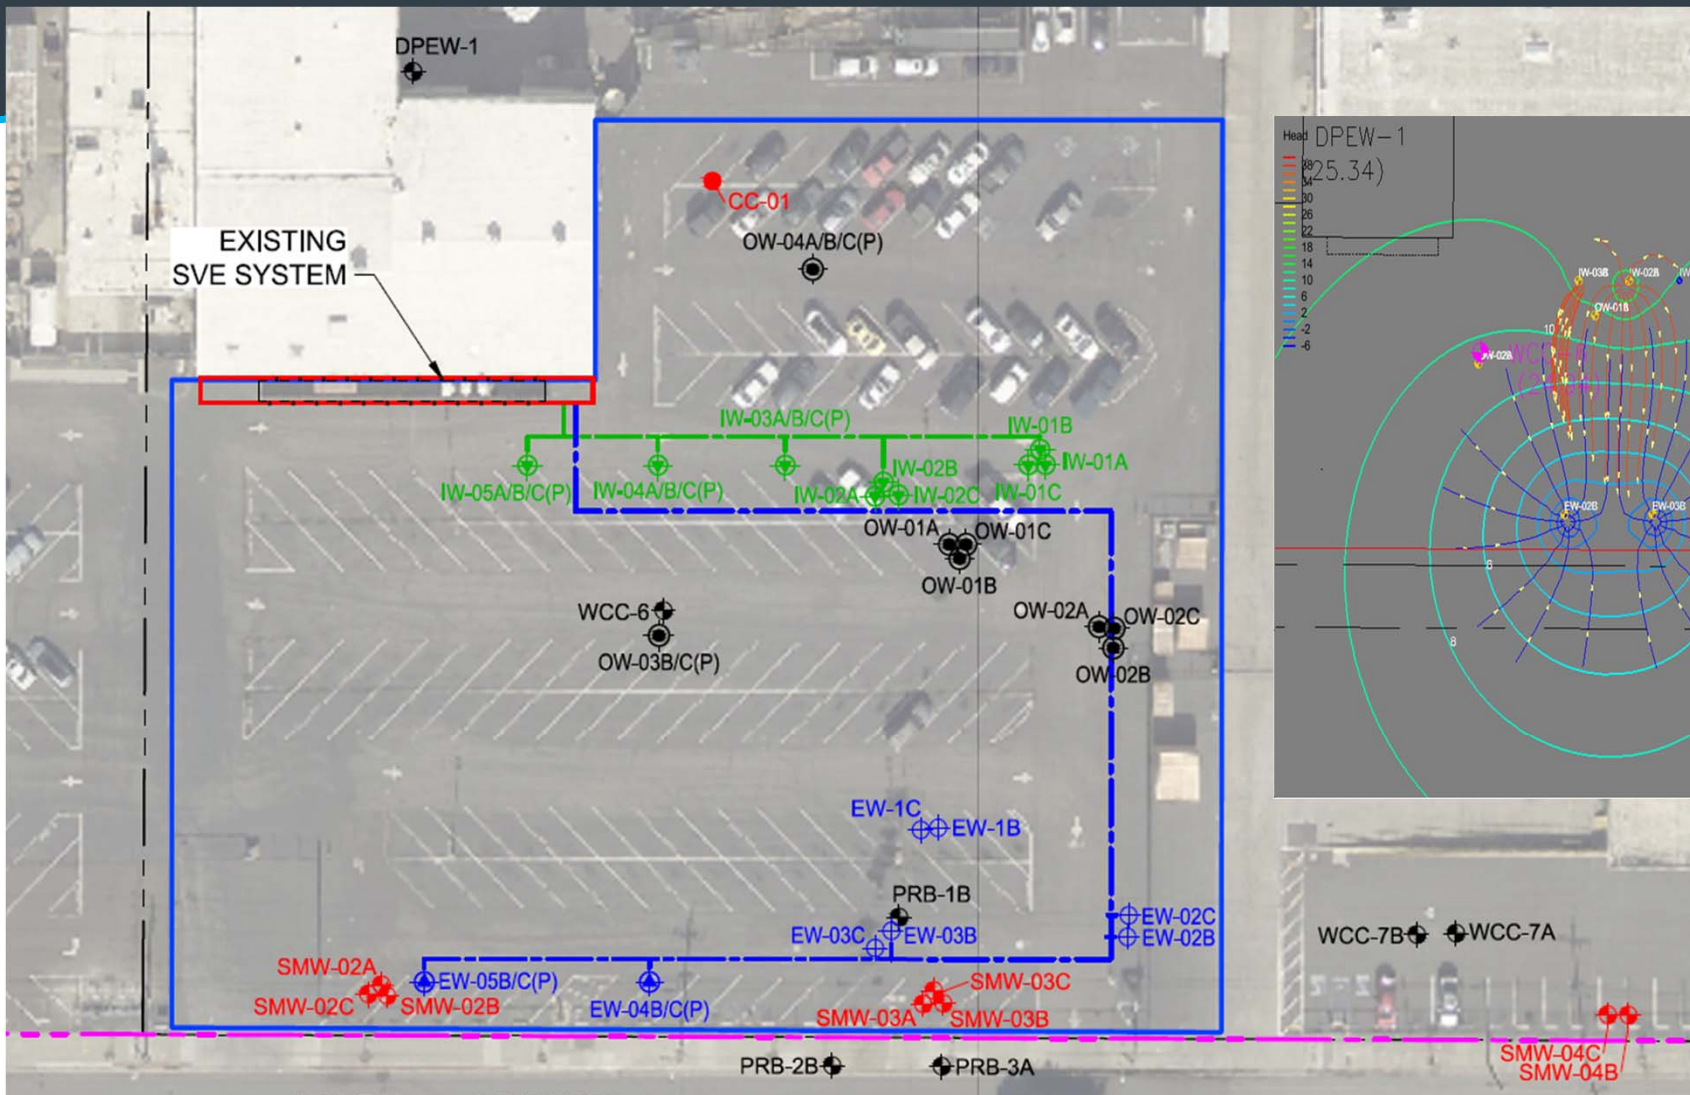 DPEW-1
CC-01
OW-04A/B/C(P)
EXISTING
SVE SYSTEM
IW-03A/B/C(P)
IW-01B
IW-02B
IW-01A
IW-05A/B/C(P)
IW-04A/B/C(P)
IW-02A
IW-02C
IW-01C
OW-01A
OW-01C
OW-01B
WCC-6
OW-02A
OW-02C
OW-03B/C(P)
OW-02B
EW-1C
EW-1B
PRB-1B
EW-03C
EW-03B
EW-02C
EW-02B
SMW-02A
EW-05B/C(P)
SMW-02C
SMW-02B
EW-04B/C(P)
SMW-03C
SMW-03A
SMW-03B
PRB-2B
PRB-3A
WCC-7B
WCC-7A
SMW-04C
SMW-04B
Head
DPEW-1
25.34)
30
26
22
18
14
10
6
2
-2
-6
IW-03B
IW-02B
IW
OW-01B
10
EW-02B
EW-03B
6
8